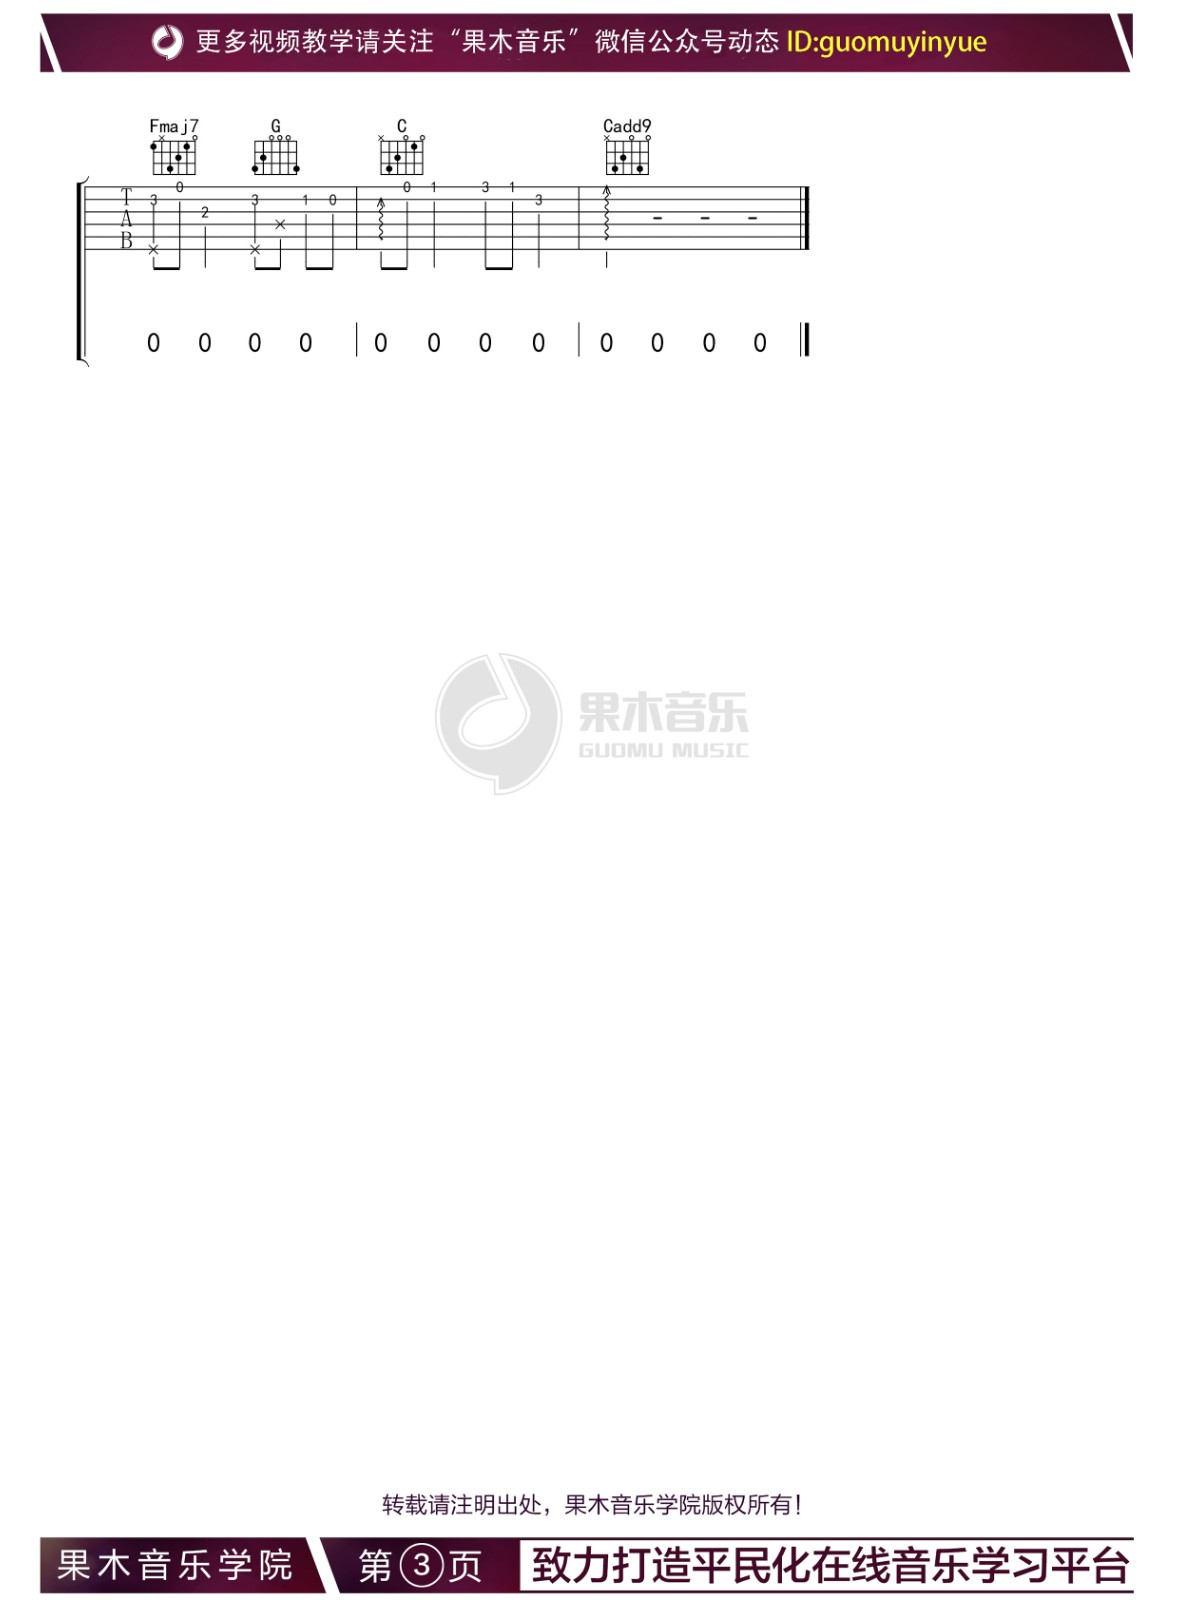 更多视频教学请关注“果木音乐”微信公众号动态 ID:guomuyinyue
Fmaj7 G C Cadd9
0 0 1 3 1
T 3 3 1 0 3
A 2 ×
B × × - - -
0 0 0 0 0 0 0 0 0 0 0 0
果木音乐
GUOMU MUSIC
转载请注明出处，果木音乐学院版权所有！
果木音乐学院 第③页 致力打造平民化在线音乐学习平台